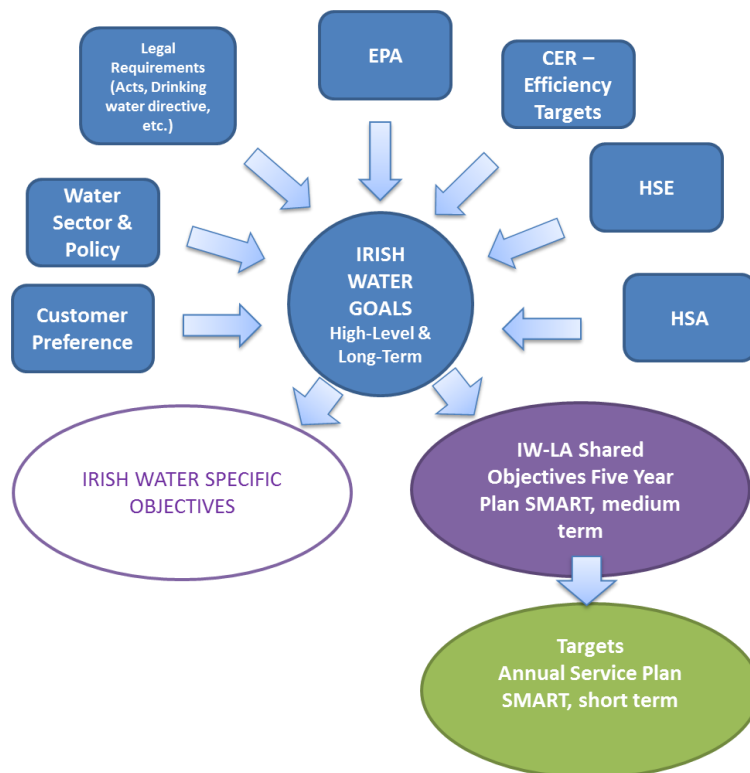 Legal
Requirements
(Acts, Drinking
water directive,
etc.)
EPA
CER –
Efficiency
Targets
Water
Sector &
Policy
HSE
Customer
Preference
IRISH
WATER
GOALS
High-Level &
Long-Term
HSA
IRISH WATER SPECIFIC
OBJECTIVES
IW-LA Shared
Objectives Five Year
Plan SMART, medium
term
Targets
Annual Service Plan
SMART, short term